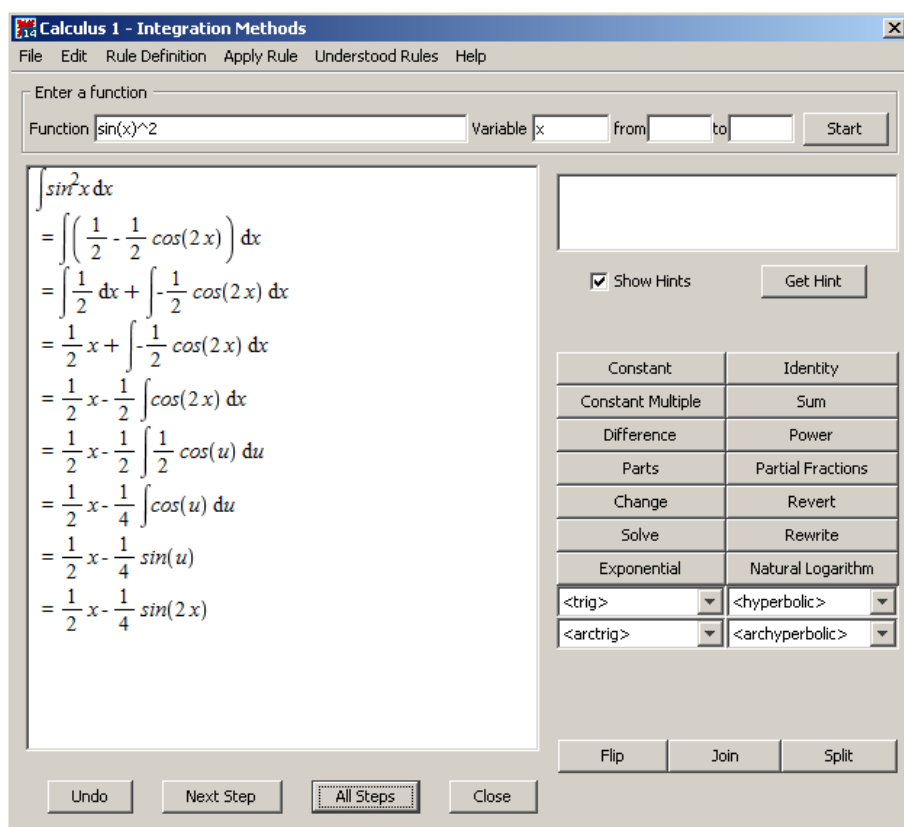 14 Calculus 1 - Integration Methods
File Edit Rule Definition Apply Rule Understood Rules Help
Enter a function
Function sin(x)^2 Variable x from to Start
∫sin²x dx
= ∫(1/2 - 1/2 cos(2x)) dx
= ∫1/2 dx + ∫-1/2 cos(2x) dx
= 1/2 x + ∫-1/2 cos(2x) dx
= 1/2 x - 1/2 ∫cos(2x) dx
= 1/2 x - 1/2 ∫1/2 cos(u) du
= 1/2 x - 1/4 ∫cos(u) du
= 1/2 x - 1/4 sin(u)
= 1/2 x - 1/4 sin(2x)
Show Hints Get Hint
Constant Identity
Constant Multiple Sum
Difference Power
Parts Partial Fractions
Change Revert
Solve Rewrite
Exponential Natural Logarithm
<trig> <hyperbolic>
<arctrig> <archyperbolic>
Flip Join Split
Undo Next Step All Steps Close